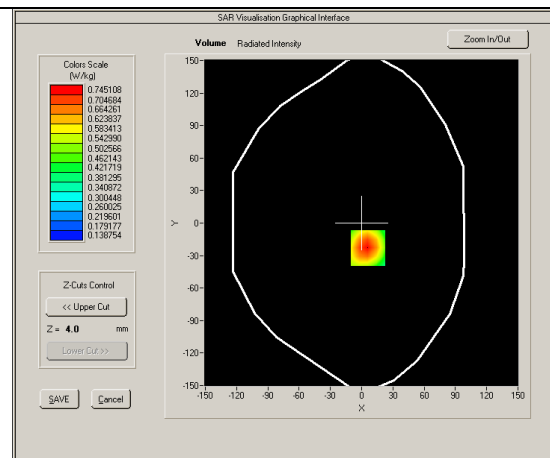 SAR Visualisation Graphical Interface
Volume Radiated Intensity
Zoom In/Out
Colors Scale
(W/kg)
0.745108
0.704684
0.664261
0.623837
0.583413
0.542990
0.502566
0.462143
0.421719
0.381295
0.340872
0.300448
0.260025
0.219601
0.179177
0.138754
Z-Cuts Control
<< Upper Cut
Z = 4.0 mm
Lower Cut >>
SAVE Cancel
150
120
90
60
30
Y 0
-30
-60
-90
-120
-150
-150 -120 -90 -60 -30 0 30 60 90 120 150
X